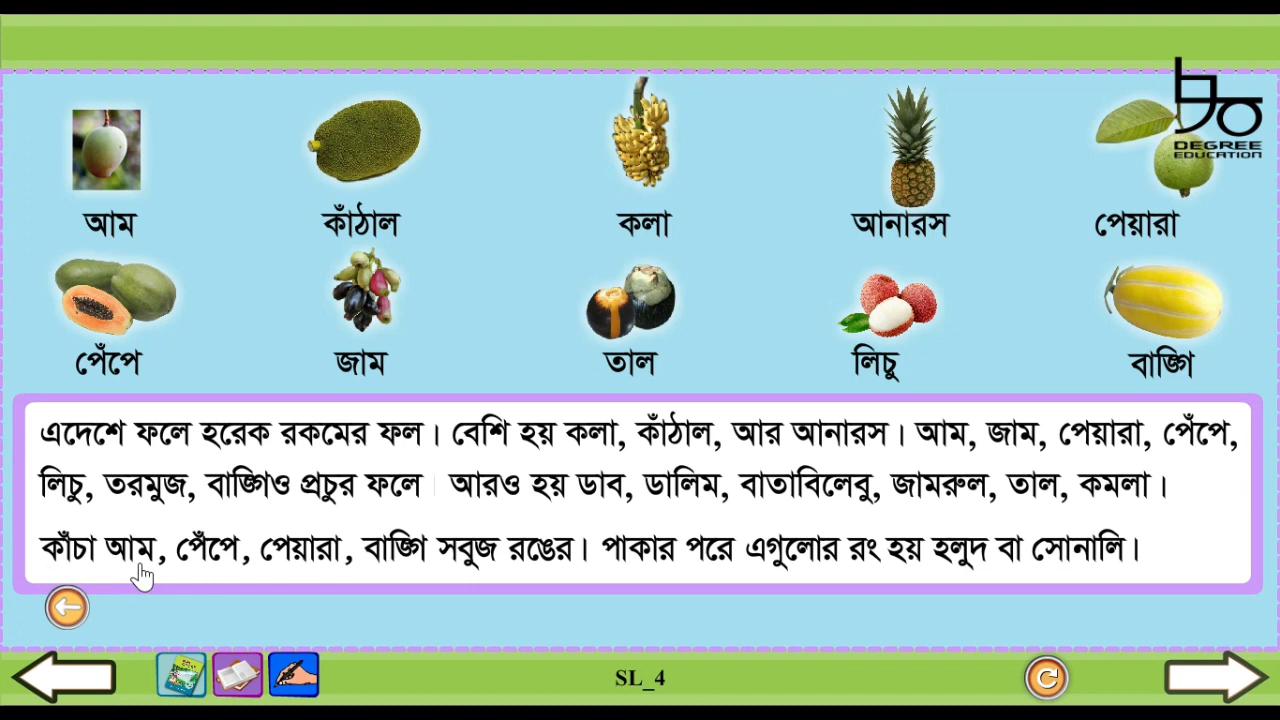 DEGREE
EDUCATION
আম কাঁঠাল কলা আনারস পেয়ারা
পেঁপে জাম তাল লিচু বাঙ্গি
এদেশে ফলে হরেক রকমের ফল। বেশি হয় কলা, কাঁঠাল, আর আনারস। আম, জাম, পেয়ারা, পেঁপে,
লিচু, তরমুজ, বাঙ্গিও প্রচুর ফলে আরও হয় ডাব, ডালিম, বাতাবিলেবু, জামরুল, তাল, কমলা।
কাঁচা আম, পেঁপে, পেয়ারা, বাঙ্গি সবুজ রঙের। পাকার পরে এগুলোর রং হয় হলুদ বা সোনালি।
SL_4